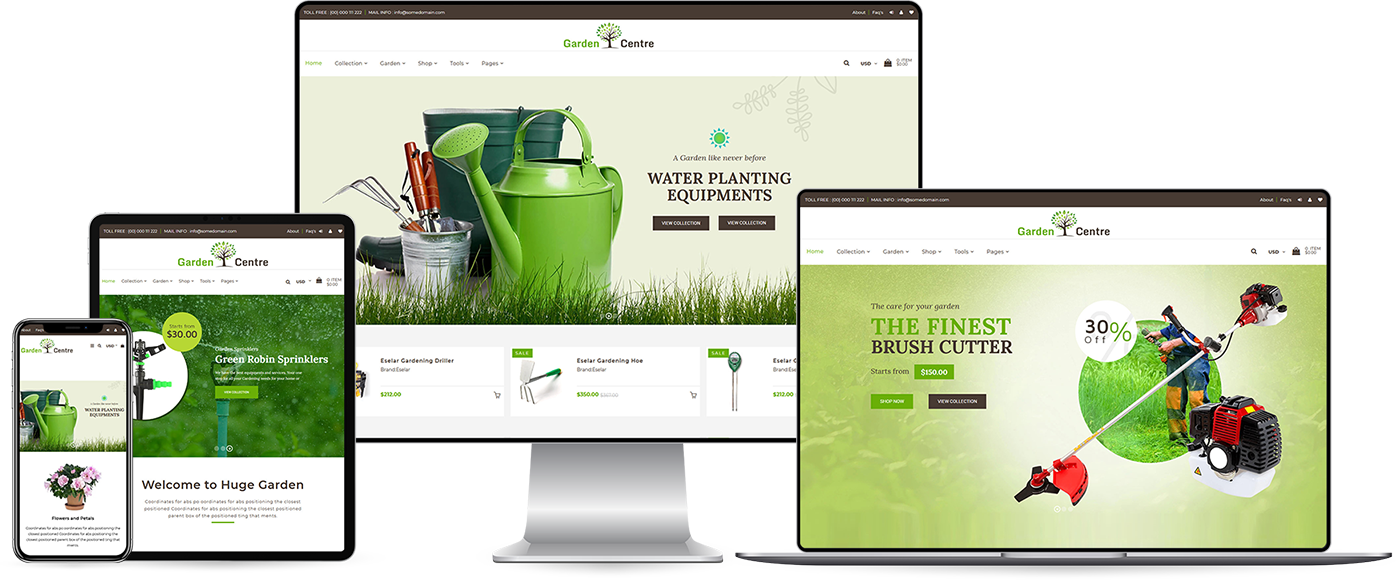 TOLL FREE : (00) 000 111 222 | MAIL INFO : info@somedomain.com
About | Faq's
Garden Centre
Home Collection Garden Shop Tools Pages
USD 0 ITEM
$0.00
A Garden like never before
WATER PLANTING
EQUIPMENTS
VIEW COLLECTION VIEW COLLECTION
Eselar Gardening Driller
Brand:Eselar
$212.00
SALE
Eselar Gardening Hoe
Brand:Eselar
$350.00
SALE
Eselar G
Brand:Es
$212.00
TOLL FREE : (00) 000 111 222 | MAIL INFO : info@somedomain.com
About | Faq's
Garden Centre
Home Collection Garden Shop Tools Pages
USD 0 ITEM
$0.00
The care for your garden
THE FINEST
BRUSH CUTTER
30%
Off
Starts from $150.00
SHOP NOW VIEW COLLECTION
TOLL FREE : (00) 000 111 222 | MAIL INFO : info@somedomain.com
About | Faq's
Garden Centre
Home Collection Garden Shop Tools Pages
USD 0 ITEM
$0.00
Starts from
$30.00
Garden Sprinklers
Green Robin Sprinklers
We have the best equipments and services. Your one
stop for all your Gardening needs for your home or
VIEW COLLECTION
Welcome to Huge Garden
Coordinates for abs po oordinates for abs positioning the closest
positioned Coordinates for abs positioning the closest positioned
parent box of the positioned ting that ments.
About Faq's
Garden Centre
USD
A Garden like never before
WATER PLANTING
EQUIPMENTS
Flowers and Petals
Coordinates for abs po oordinates for abs positioning the
closest positioned Coordinates for abs positioning the
closest positioned parent box of the positioned ting that
ments.